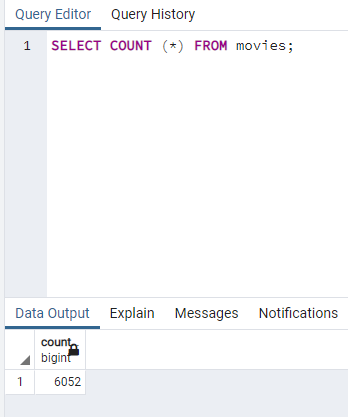 Query Editor Query History
1 SELECT COUNT (*) FROM movies;
Data Output Explain Messages Notifications
count
bigint
1 6052